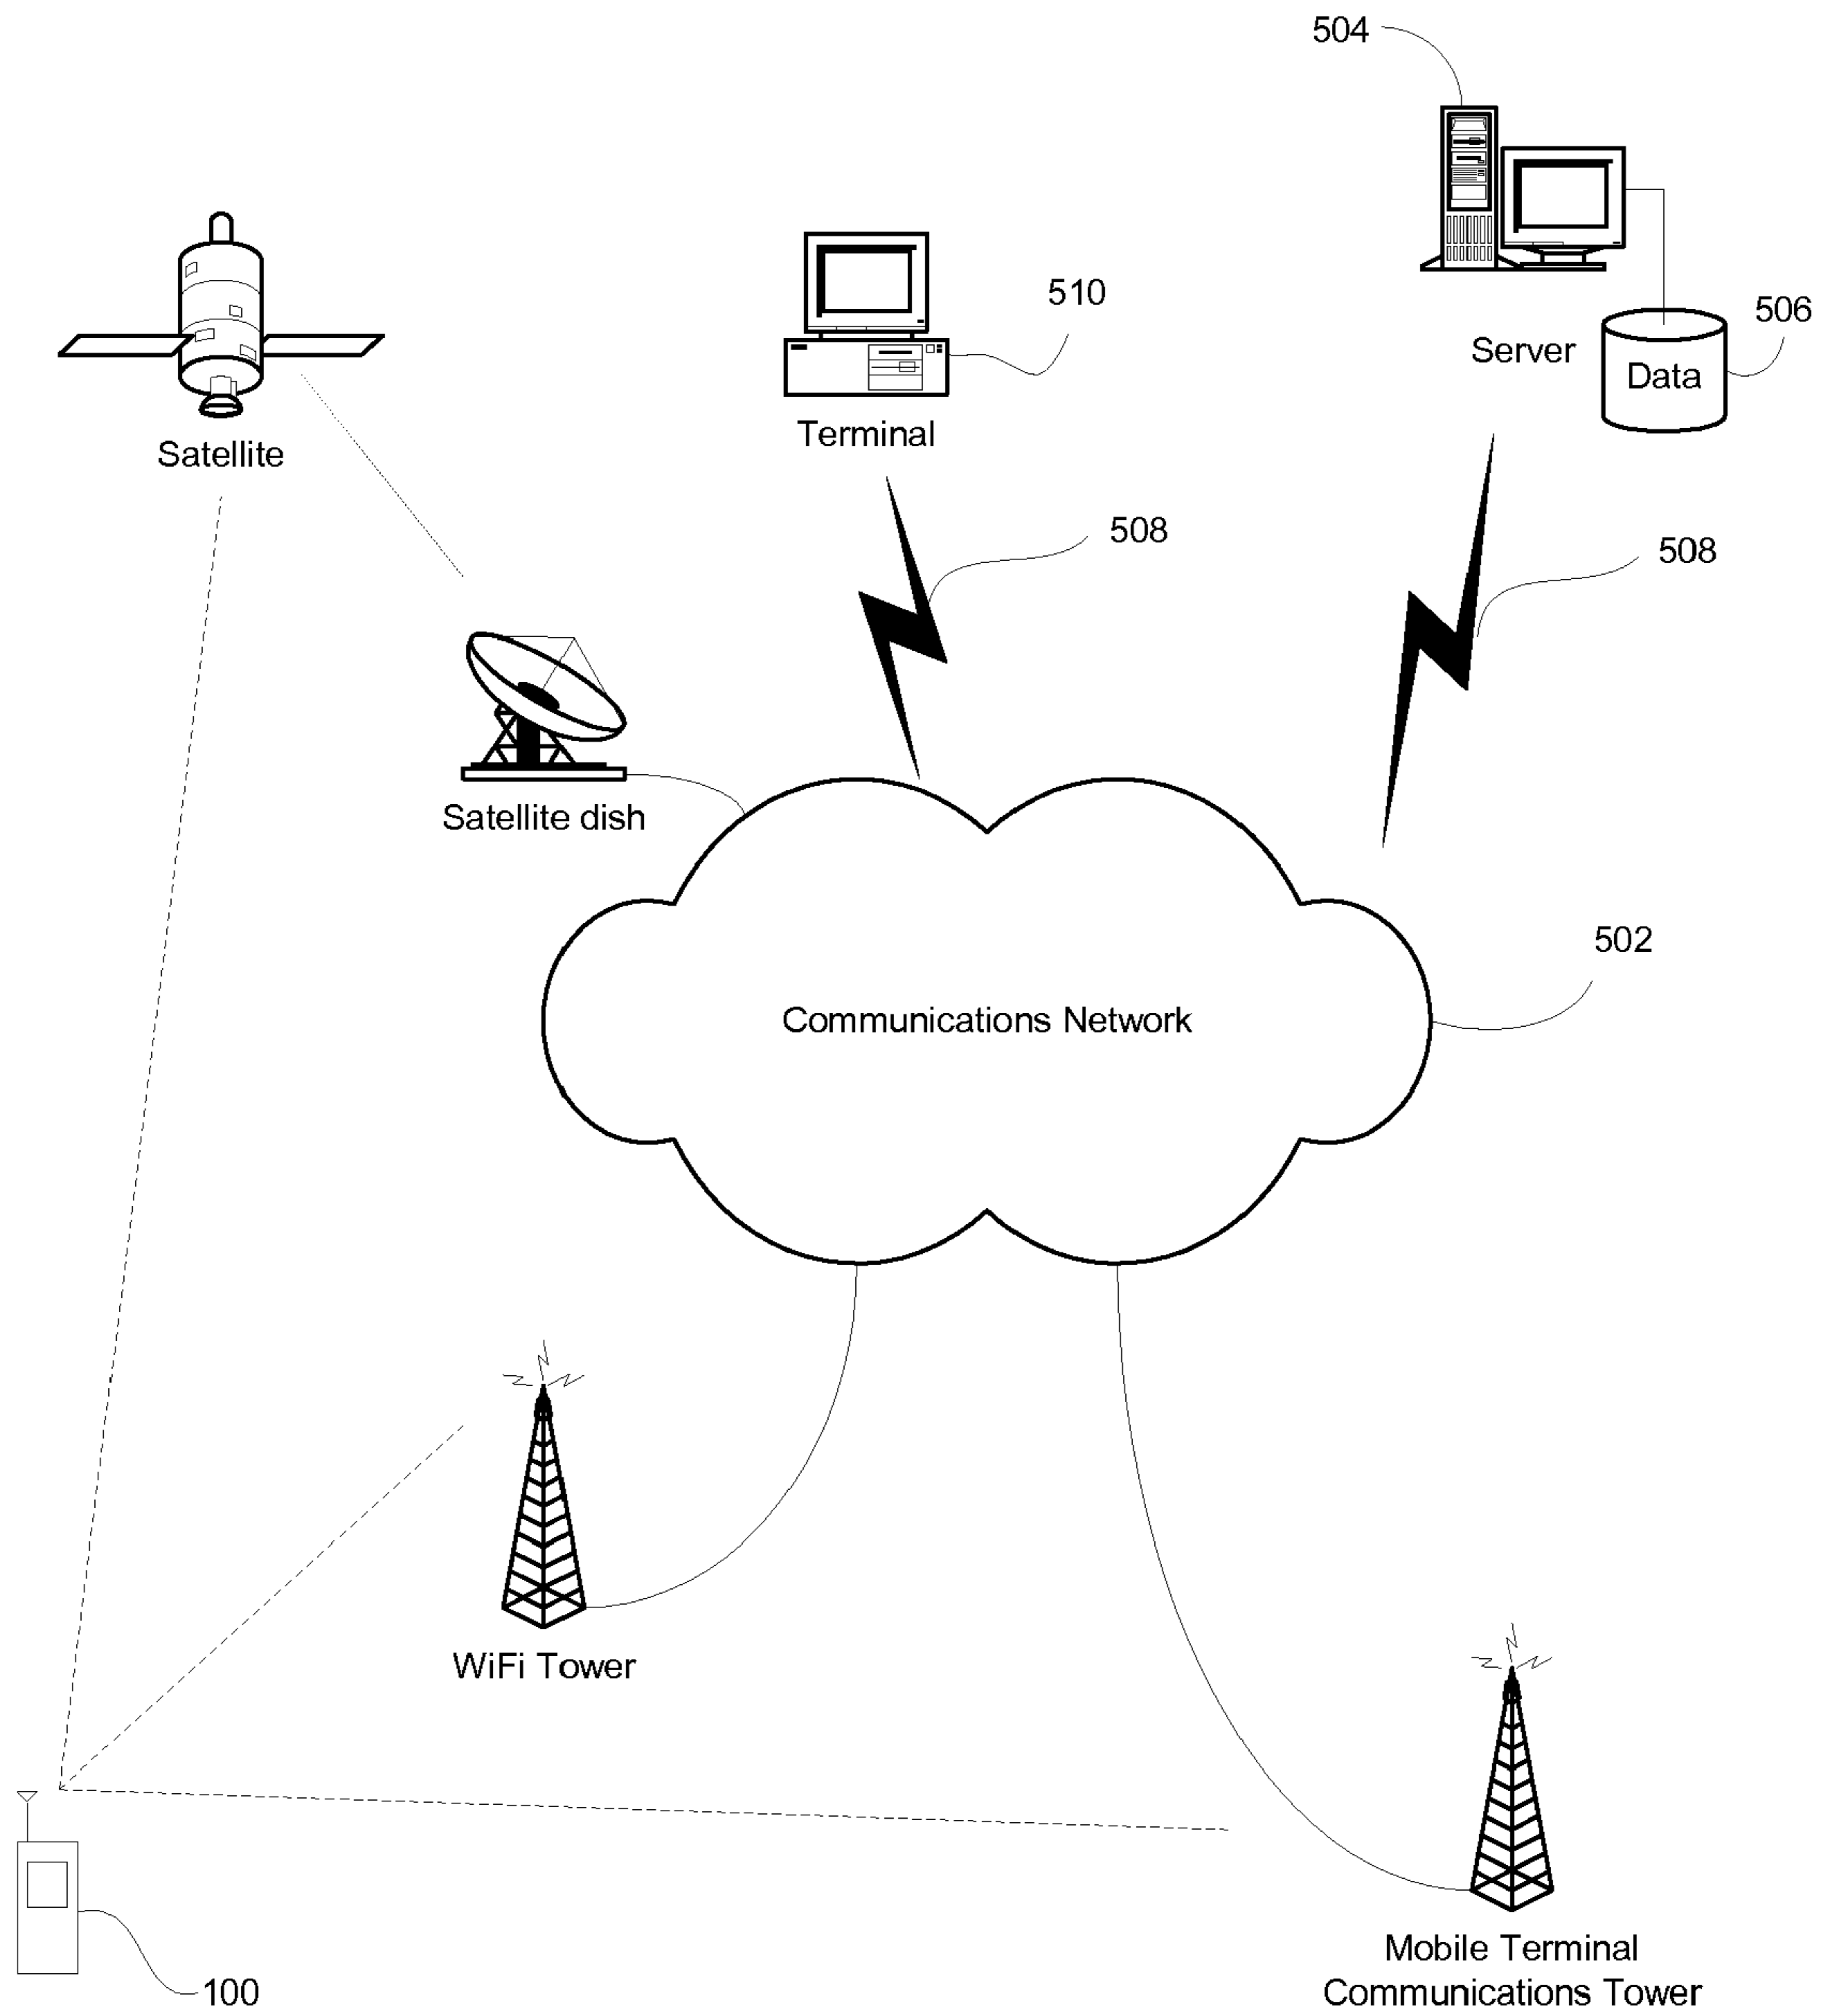 504
510
506
Server
Data
Terminal
Satellite
508
508
Satellite dish
502
Communications Network
WiFi Tower
Mobile Terminal
Communications Tower
100